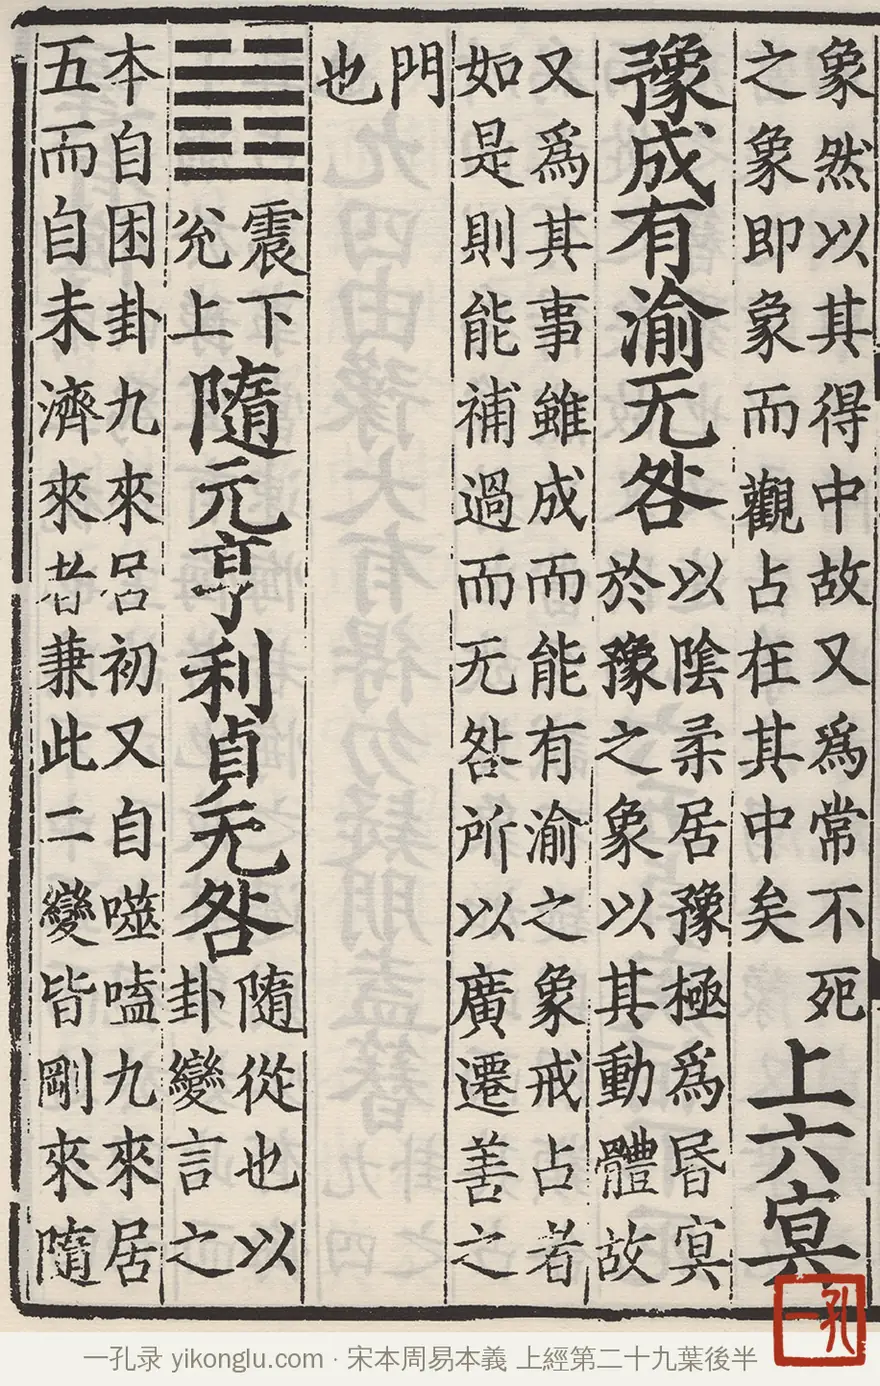 象然以其得中故又爲常不死
之象即象而觀占在其中矣
上六冥
豫成有渝无咎
以陰柔居豫極爲昬冥
於豫之象以其動體故
又爲其事雖成而能有渝之象戒占者
如是則能補過而无咎所以廣遷善之
門
也
䷐
震下
兊上
隨元亨利貞无咎
隨從也以
卦變言之
本自困卦九來居初又自噬嗑九來居
五而自未濟來者兼此二變皆剛來隨
一孔
一孔录 yikonglu.com · 宋本周易本義 上經第二十九葉後半